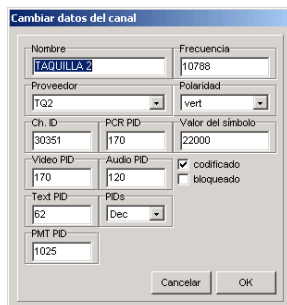 Cambiar datos del canal
Nombre Frecuencia
TAQUILLA 2 10788
Proveedor Polaridad
TQ2 vert
Ch. ID PCR PID Valor del símbolo
30351 170 22000
Video PID Audio PID
170 120
codificado
bloqueado
Text PID PIDs
62 Dec
PMT PID
1025
Cancelar OK